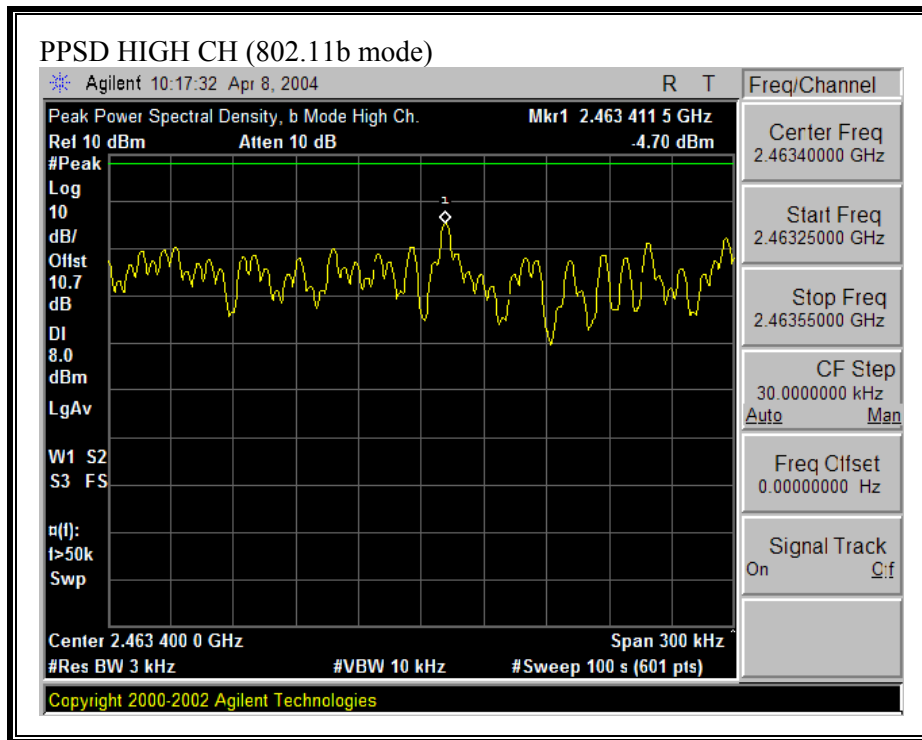 PPSD HIGH CH (802.11b mode)
Agilent 10:17:32 Apr 8, 2004 R T
Peak Power Spectral Density, b Mode High Ch. Mkr1 2.463 411 5 GHz
Ref 10 dBm Atten 10 dB -4.70 dBm
#Peak
Log
10
dB/
Offst
10.7
dB
DI
8.0
dBm
LgAv
W1 S2
S3 FS
¤(f):
f>50k
Swp
1
Center 2.463 400 0 GHz Span 300 kHz
#Res BW 3 kHz #VBW 10 kHz #Sweep 100 s (601 pts)
Copyright 2000-2002 Agilent Technologies
Freq/Channel
Center Freq
2.46340000 GHz
Start Freq
2.46325000 GHz
Stop Freq
2.46355000 GHz
CF Step
30.0000000 kHz
Auto Man
Freq Offset
0.00000000 Hz
Signal Track
On Off